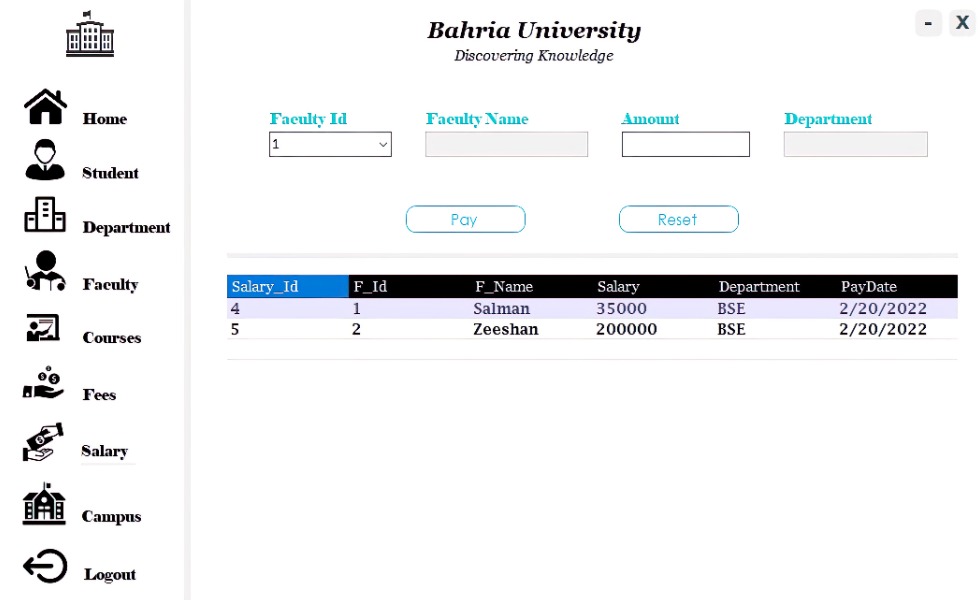 Bahria University
Discovering Knowledge
- X
Home
Student
Department
Faculty
Courses
Fees
Salary
Campus
Logout
Faculty Id Faculty Name Amount Department
1
Pay Reset
Salary_Id F_Id F_Name Salary Department PayDate
4 1 Salman 35000 BSE 2/20/2022
5 2 Zeeshan 200000 BSE 2/20/2022